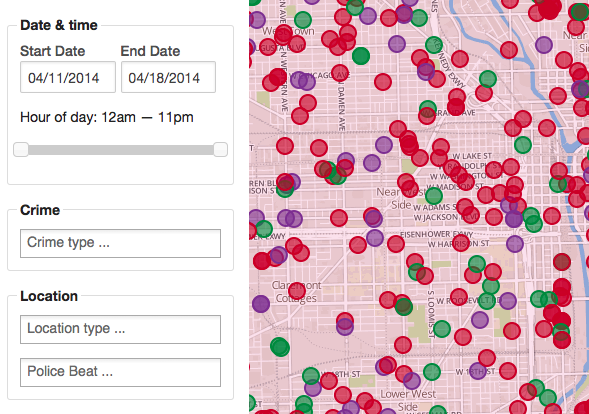 Date & time
Start Date
End Date
04/11/2014
04/18/2014
Hour of day: 12am — 11pm
Crime
Crime type ...
Location
Location type ...
Police Beat ...
CHICAGO AVE
N DAMEN AVE
W LAKE ST
W MADISON ST
Near West
Side
W ADAMS ST
W JACKSON BLVD
EISENHOWER EXWY
W HARRISON ST
Claremont
Cottages
S LOOMIS ST
W ROOSEVELT RD
Lower West
Side